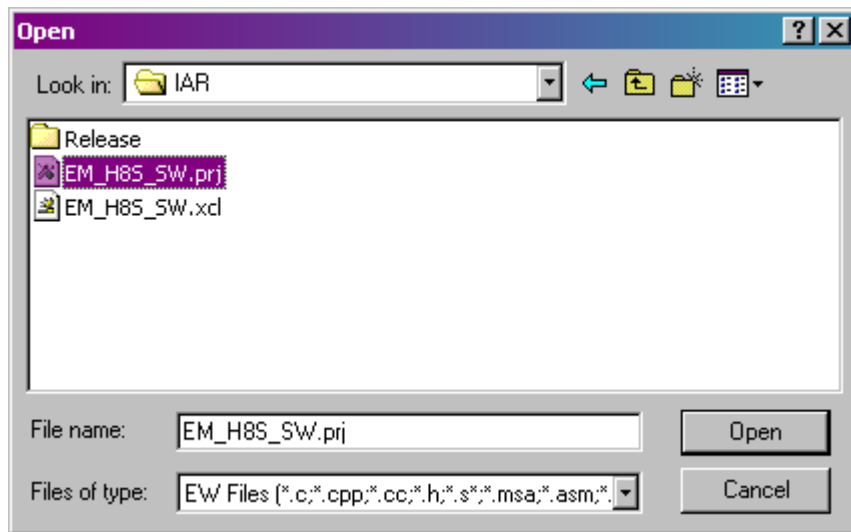 Open
Look in: IAR
Release
EM_H8S_SW.prj
EM_H8S_SW.xcl
File name: EM_H8S_SW.prj Open
Files of type: EW Files (*.c;*.cpp;*.cc;*.h;*.s*;*.msa;*.asm;*. Cancel